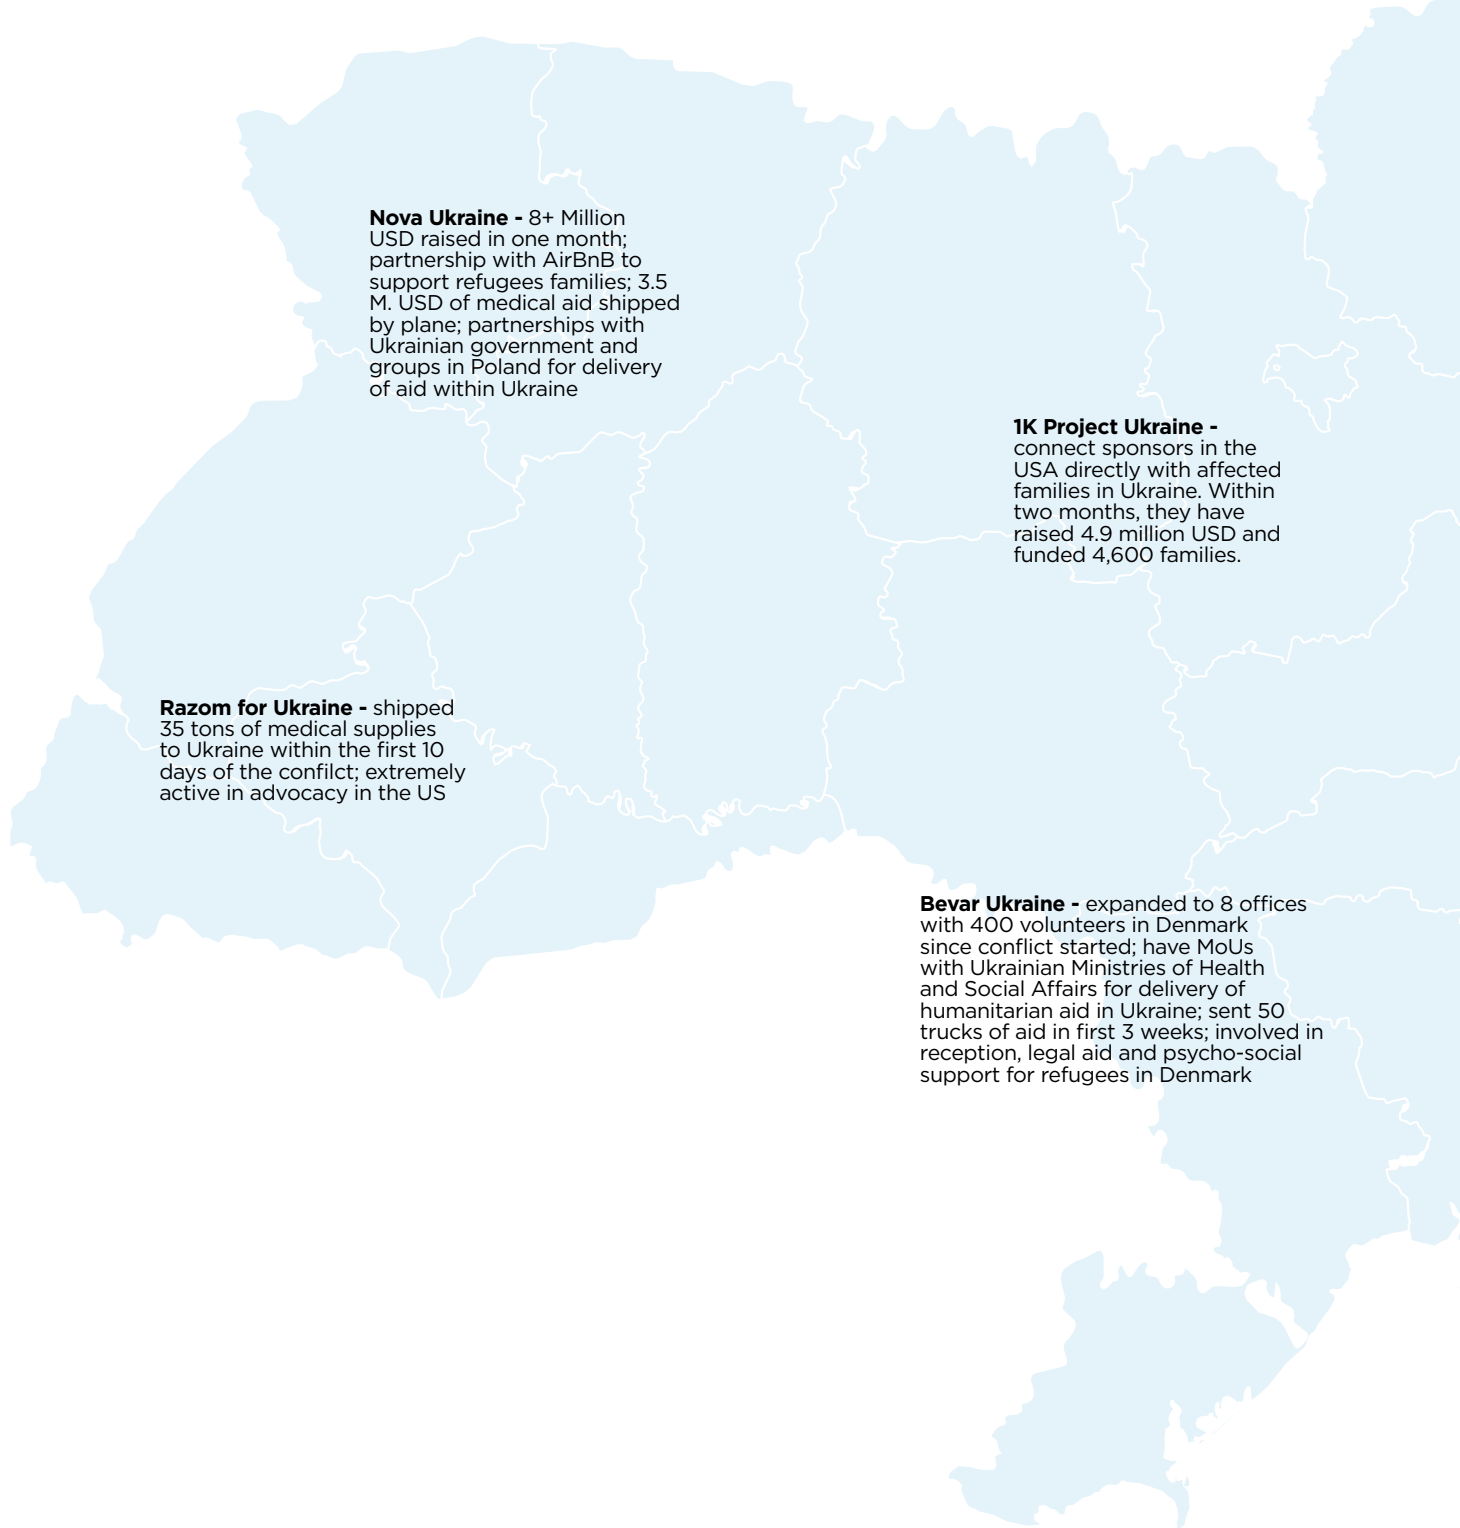 Nova Ukraine - 8+ Million
USD raised in one month;
partnership with AirBnB to
support refugees families; 3.5
M. USD of medical aid shipped
by plane; partnerships with
Ukrainian government and
groups in Poland for delivery
of aid within Ukraine
1K Project Ukraine -
connect sponsors in the
USA directly with affected
families in Ukraine. Within
two months, they have
raised 4.9 million USD and
funded 4,600 families.
Razom for Ukraine - shipped
35 tons of medical supplies
to Ukraine within the first 10
days of the confilct; extremely
active in advocacy in the US
Bevar Ukraine - expanded to 8 offices
with 400 volunteers in Denmark
since conflict started; have MoUs
with Ukrainian Ministries of Health
and Social Affairs for delivery of
humanitarian aid in Ukraine; sent 50
trucks of aid in first 3 weeks; involved in
reception, legal aid and psycho-social
support for refugees in Denmark